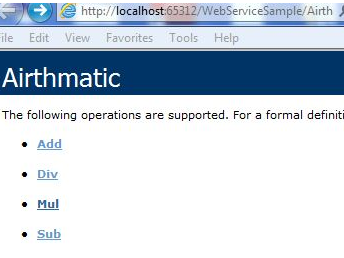 http://localhost:65312/WebServiceSample/Airth
File Edit View Favorites Tools Help
Airthmatic
The following operations are supported. For a formal definiti
Add
Div
Mul
Sub